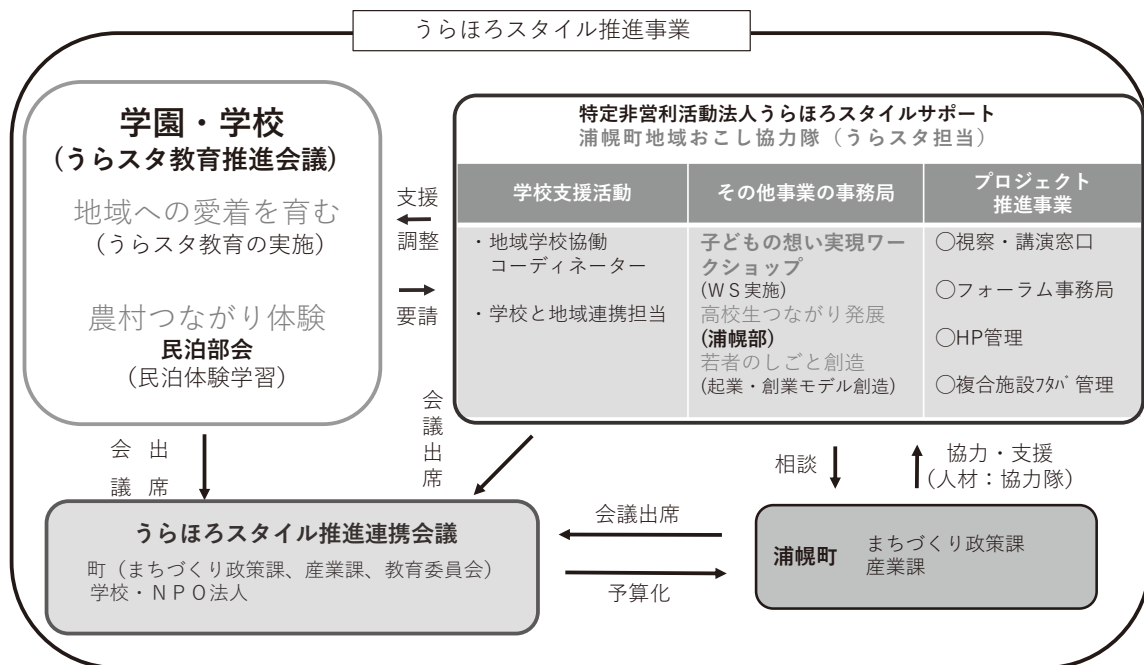 うらほろスタイル推進事業
学園・学校
(うらスタ教育推進会議)
地域への愛着を育む
(うらスタ教育の実施)
農村つながり体験
民泊部会
(民泊体験学習)
支援
調整
要請
特定非営利活動法人うらほろスタイルサポート
浦幌町地域おこし協力隊（うらスタ担当）
学校支援活動
・地域学校協働
コーディネーター
・学校と地域連携担当
その他事業の事務局
子どもの想い実現ワー
クショップ
(ＷＳ実施)
高校生つながり発展
(浦幌部)
若者のしごと創造
(起業・創業モデル創造)
プロジェクト
推進事業
〇視察・講演窓口
〇フォーラム事務局
〇HP管理
〇複合施設ﾌﾀﾊﾞ管理
会議出席
会議出席
相談
協力・支援
(人材：協力隊)
うらほろスタイル推進連携会議
町（まちづくり政策課、産業課、教育委員会）
学校・ＮＰＯ法人
会議出席
予算化
浦幌町
まちづくり政策課
産業課